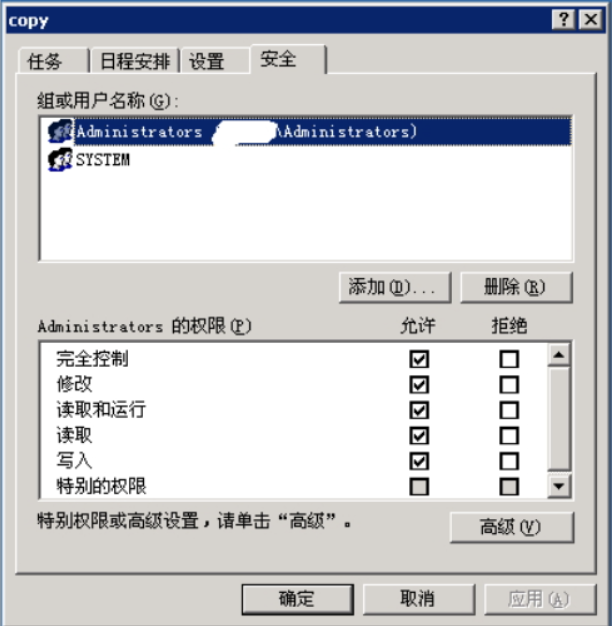 copy
任务 日程安排 设置 安全
组或用户名称(G):
Administrators \Administrators)
SYSTEM
添加(D)... 删除(R)
Administrators 的权限(P) 允许 拒绝
完全控制
修改
读取和运行
读取
写入
特别的权限
特别权限或高级设置，请单击“高级”。
高级(V)
确定 取消 应用(A)